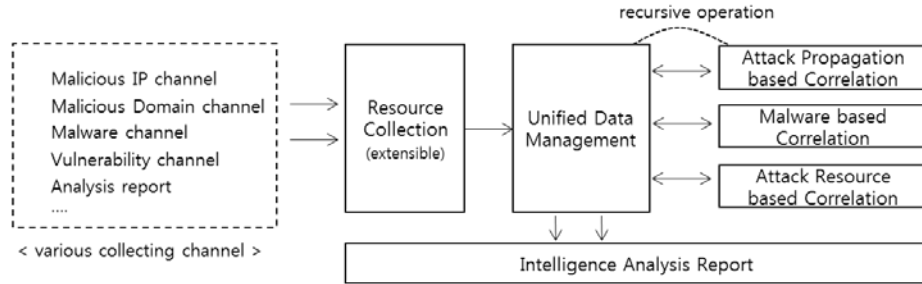 recursive operation
Malicious IP channel
Malicious Domain channel
Malware channel
Vulnerability channel
Analysis report
....
< various collecting channel >
Resource
Collection
(extensible)
Unified Data
Management
Attack Propagation
based Correlation
Malware based
Correlation
Attack Resource
based Correlation
Intelligence Analysis Report